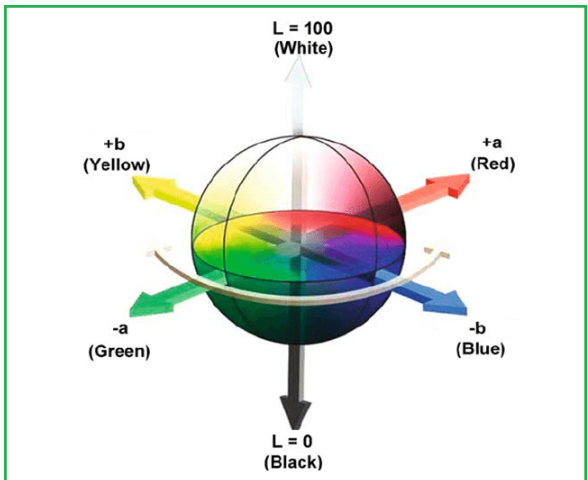 L = 100
(White)
+b
(Yellow)
+a
(Red)
-a
(Green)
-b
(Blue)
L = 0
(Black)